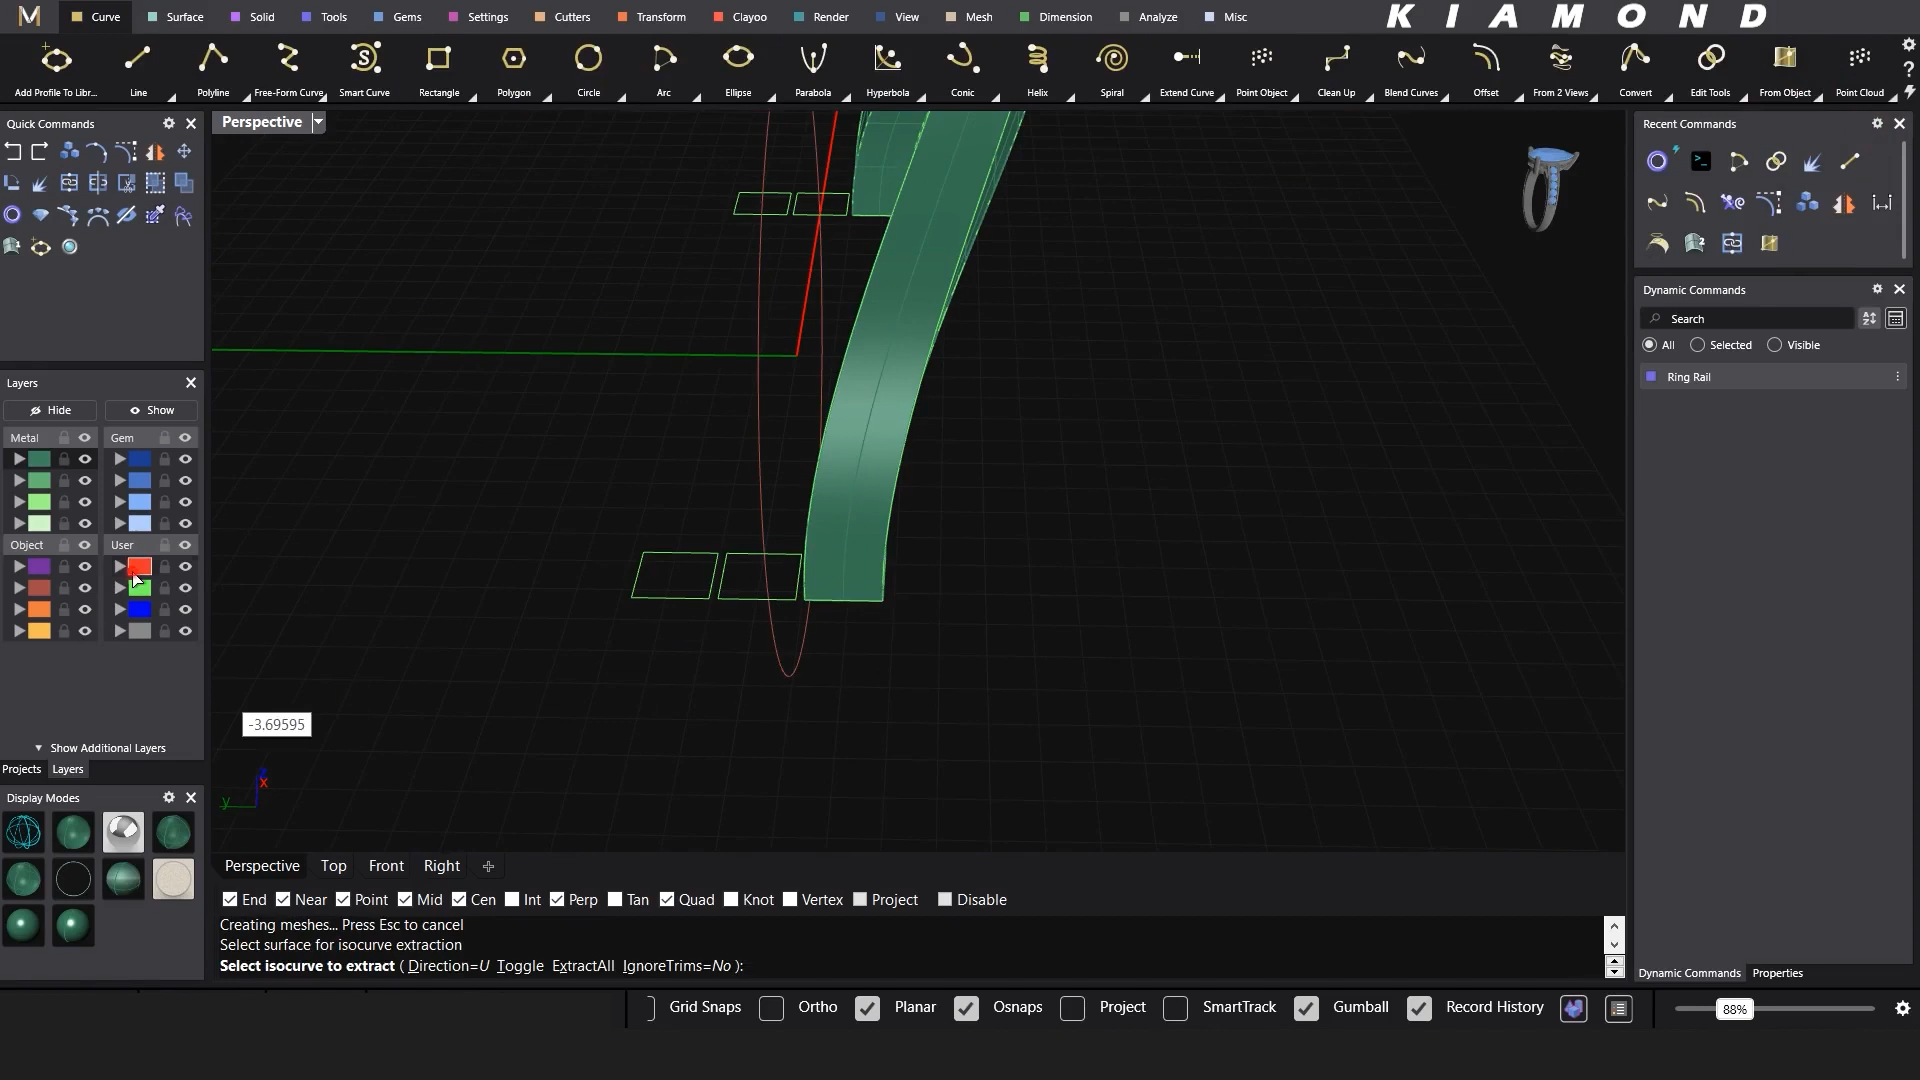 M Curve Surface Solid Tools Gems Settings Cutters Transform Clayoo Render View Mesh Dimension Analyze Misc
KIAMOND
Add Profile To Libr... Line Polyline Free-Form Curve Smart Curve Rectangle Polygon Circle Arc Ellipse Parabola Hyperbola Conic Helix Spiral Extend Curve Point Object Clean Up Blend Curves Offset From 2 Views Convert Edit Tools From Object Point Cloud
Quick Commands
Perspective
Recent Commands
Dynamic Commands
Search
All Selected Visible
Ring Rail
Layers
Hide Show
Metal Gem
Object User
-3.69595
z
x
y
Show Additional Layers
Projects Layers
Display Modes
Perspective Top Front Right
End Near Point Mid Cen Int Perp Tan Quad Knot Vertex Project Disable
Creating meshes... Press Esc to cancel
Select surface for isocurve extraction
Select isocurve to extract ( Direction=U Toggle ExtractAll IgnoreTrims=No ):
Dynamic Commands Properties
Grid Snaps Ortho Planar Osnaps Project SmartTrack Gumball Record History 88%